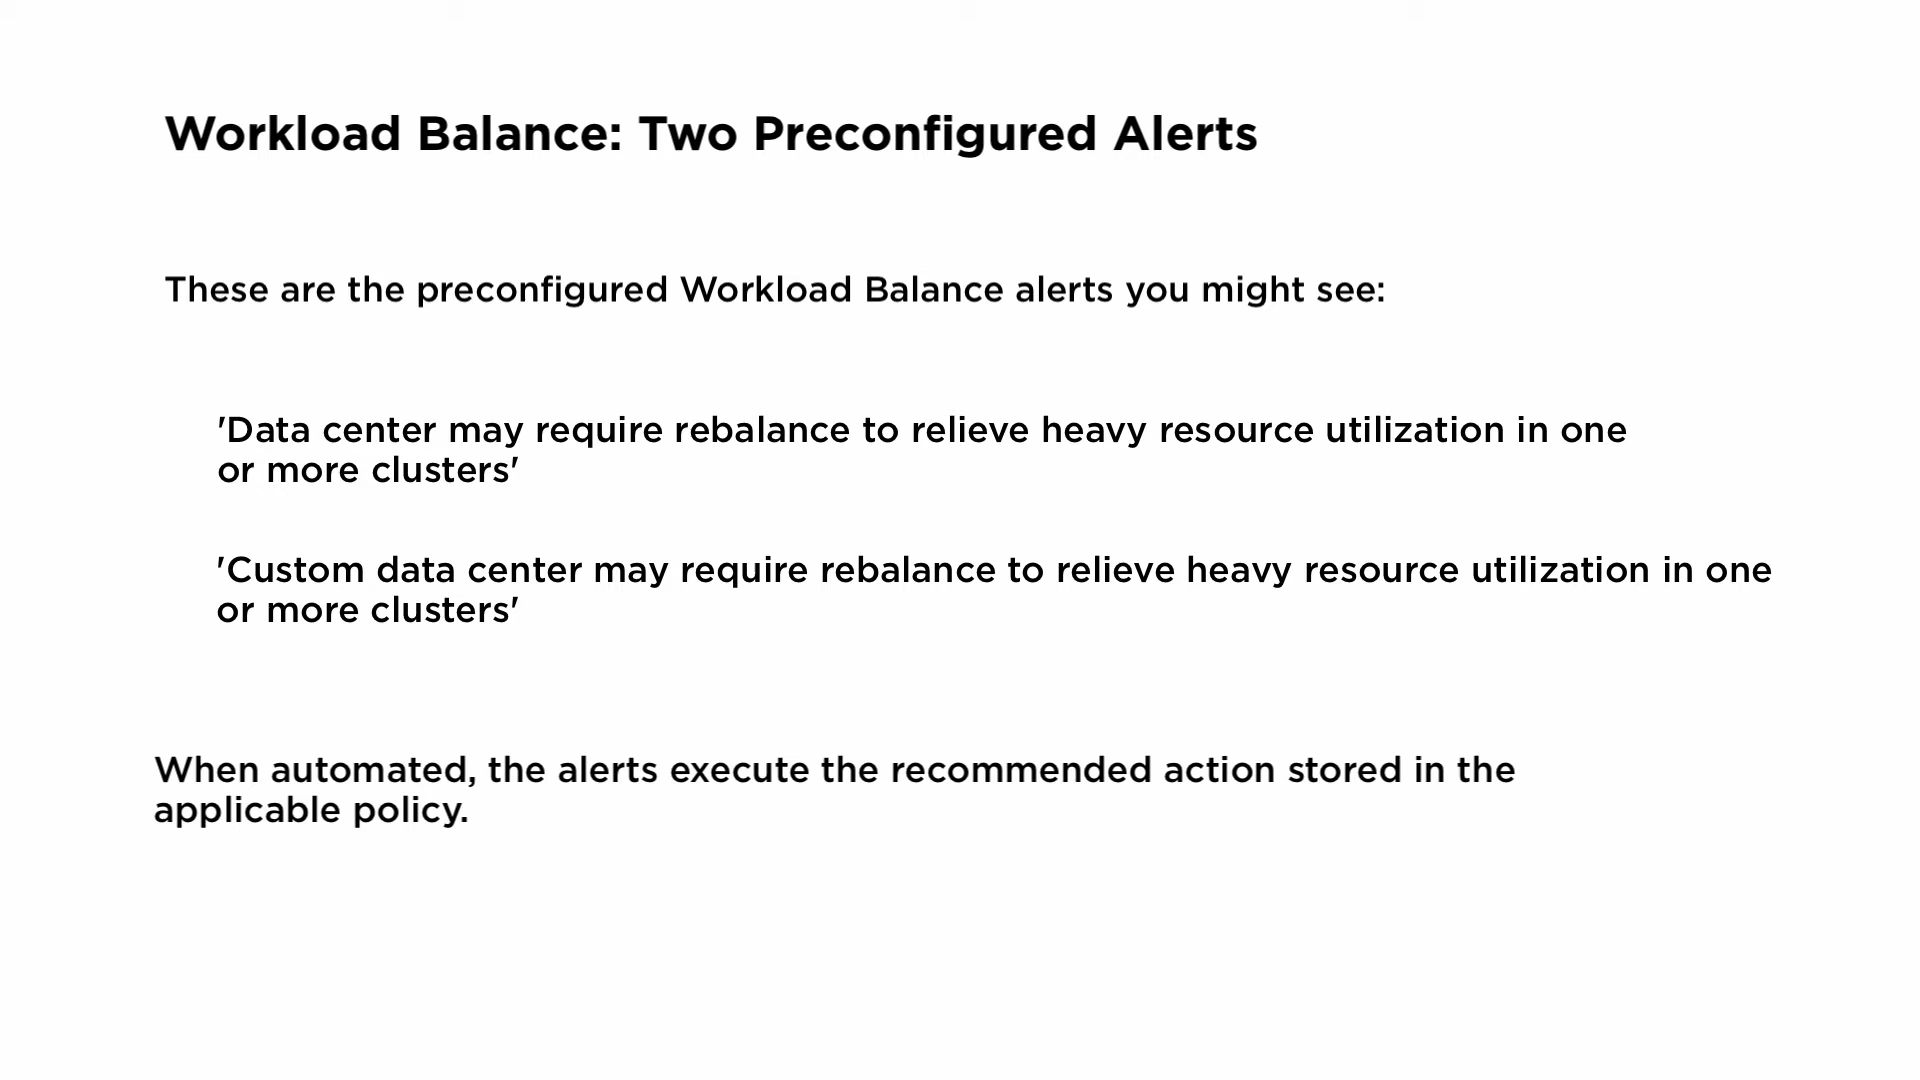 Workload Balance: Two Preconfigured Alerts
These are the preconfigured Workload Balance alerts you might see:
'Data center may require rebalance to relieve heavy resource utilization in one
or more clusters'
'Custom data center may require rebalance to relieve heavy resource utilization in one
or more clusters'
When automated, the alerts execute the recommended action stored in the
applicable policy.